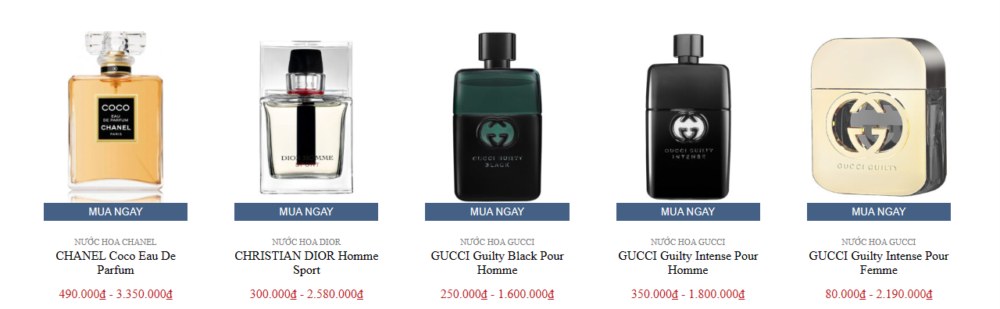 COCO
EAU
DE PARFUM
CHANEL
PARIS
DIOR HOMME
SPORT
GUCCI GUILTY
BLACK
GUCCI GUILTY
INTENSE
GUCCI GUILTY
MUA NGAY
MUA NGAY
MUA NGAY
MUA NGAY
MUA NGAY
NƯỚC HOA CHANEL
CHANEL Coco Eau De
Parfum
490.000₫ - 3.350.000₫
NƯỚC HOA DIOR
CHRISTIAN DIOR Homme
Sport
300.000₫ - 2.580.000₫
NƯỚC HOA GUCCI
GUCCI Guilty Black Pour
Homme
250.000₫ - 1.600.000₫
NƯỚC HOA GUCCI
GUCCI Guilty Intense Pour
Homme
350.000₫ - 1.800.000₫
NƯỚC HOA GUCCI
GUCCI Guilty Intense Pour
Femme
80.000₫ - 2.190.000₫